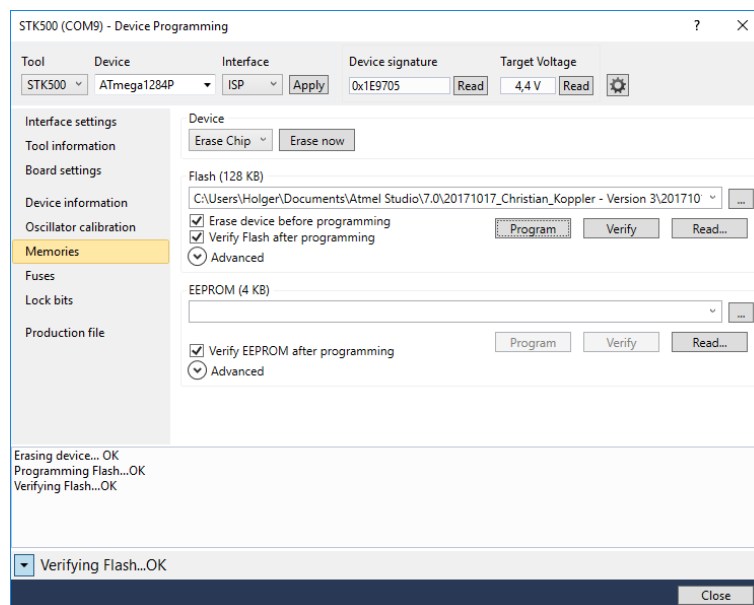 STK500 (COM9) - Device Programming ? ×
Tool Device Interface Device signature Target Voltage
STK500 ATmega1284P ISP Apply 0x1E9705 Read 4,4 V Read
Interface settings
Tool information
Board settings
Device information
Oscillator calibration
Memories
Fuses
Lock bits
Production file
Device
Erase Chip Erase now
Flash (128 KB)
C:\Users\Holger\Documents\Atmel Studio\7.0\20171017_Christian_Koppler - Version 3\201710 ...
Erase device before programming
Verify Flash after programming
Program Verify Read...
Advanced
EEPROM (4 KB)
...
Program Verify Read...
Verify EEPROM after programming
Advanced
Erasing device... OK
Programming Flash...OK
Verifying Flash...OK
Verifying Flash...OK
Close